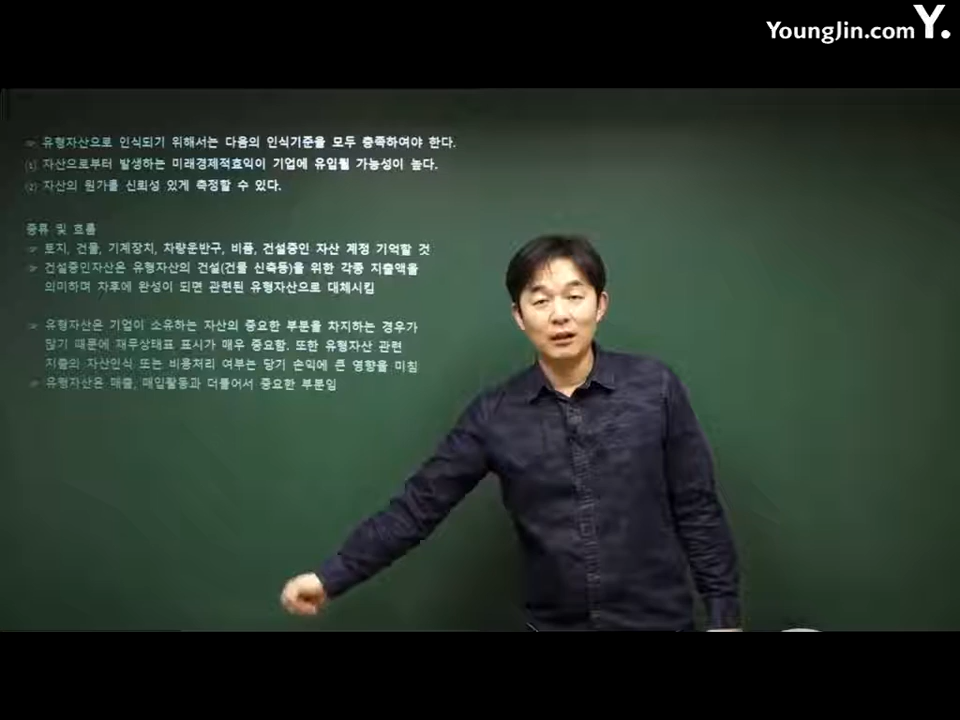 YoungJin.com Y.
☞ 유형자산으로 인식되기 위해서는 다음의 인식기준을 모두 충족하여야 한다.
(1) 자산으로부터 발생하는 미래경제적효익이 기업에 유입될 가능성이 높다.
(2) 자산의 원가를 신뢰성 있게 측정할 수 있다.
종류 및 흐름
☞ 토지, 건물, 기계장치, 차량운반구, 비품, 건설중인 자산 계정 기억할 것
☞ 건설중인자산은 유형자산의 건설(건물 신축등)을 위한 각종 지출액을
의미하며 차후에 완성이 되면 관련된 유형자산으로 대체시킴
☞ 유형자산은 기업이 소유하는 자산의 중요한 부분을 차지하는 경우가
많기 때문에 재무상태표 표시가 매우 중요함. 또한 유형자산 관련
지출의 자산인식 또는 비용처리 여부는 당기 손익에 큰 영향을 미침
☞ 유형자산은 매출, 매입활동과 더불어서 중요한 부분임